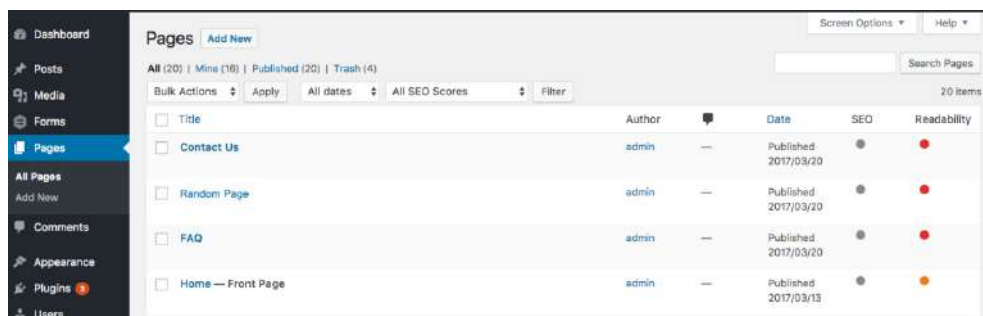 Screen Options ▼ Help ▼
Dashboard
Pages Add New
Posts
All (20) | Mine (16) | Published (20) | Trash (4)
Search Pages
Media
Bulk Actions Apply All dates All SEO Scores Filter 20 items
Forms
Title Author Date SEO Readability
Pages
Contact Us admin — Published 2017/03/20
All Pages
Add New
Random Page admin — Published 2017/03/20
Comments
FAQ admin — Published 2017/03/20
Appearance
Plugins 3
Home — Front Page admin — Published 2017/03/13
Users